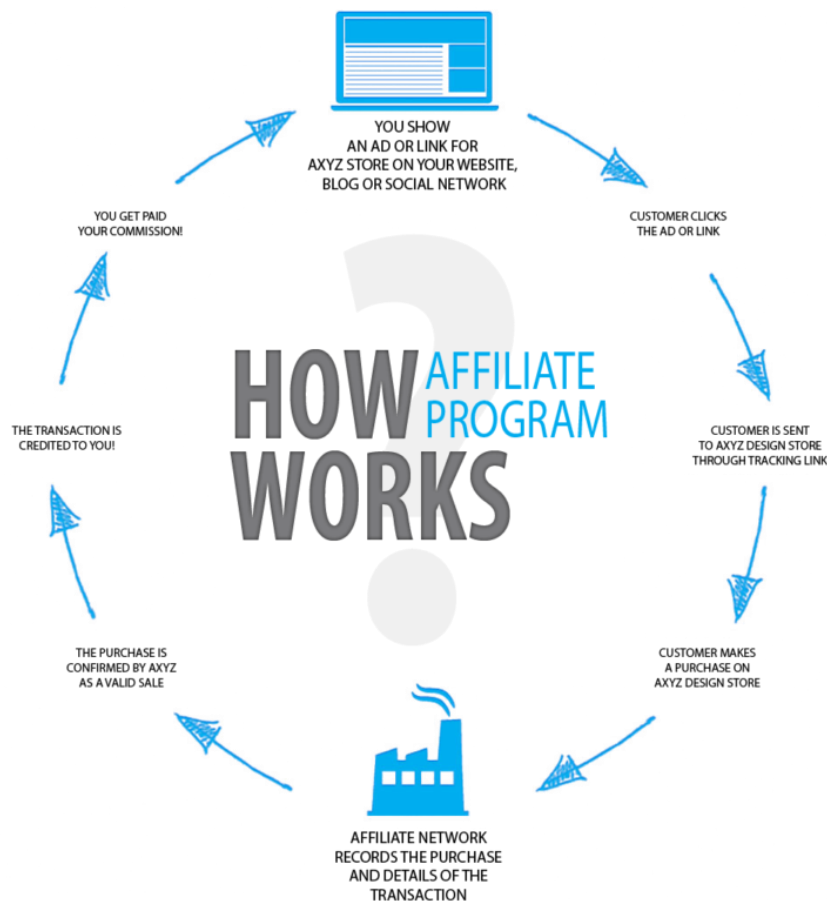 YOU SHOW
AN AD OR LINK FOR
AXYZ STORE ON YOUR WEBSITE,
BLOG OR SOCIAL NETWORK
CUSTOMER CLICKS
THE AD OR LINK
CUSTOMER IS SENT
TO AXYZ DESIGN STORE
THROUGH TRACKING LINK
CUSTOMER MAKES
A PURCHASE ON
AXYZ DESIGN STORE
AFFILIATE NETWORK
RECORDS THE PURCHASE
AND DETAILS OF THE
TRANSACTION
THE PURCHASE IS
CONFIRMED BY AXYZ
AS A VALID SALE
THE TRANSACTION IS
CREDITED TO YOU!
YOU GET PAID
YOUR COMMISSION!
?
HOW AFFILIATE
PROGRAM
WORKS